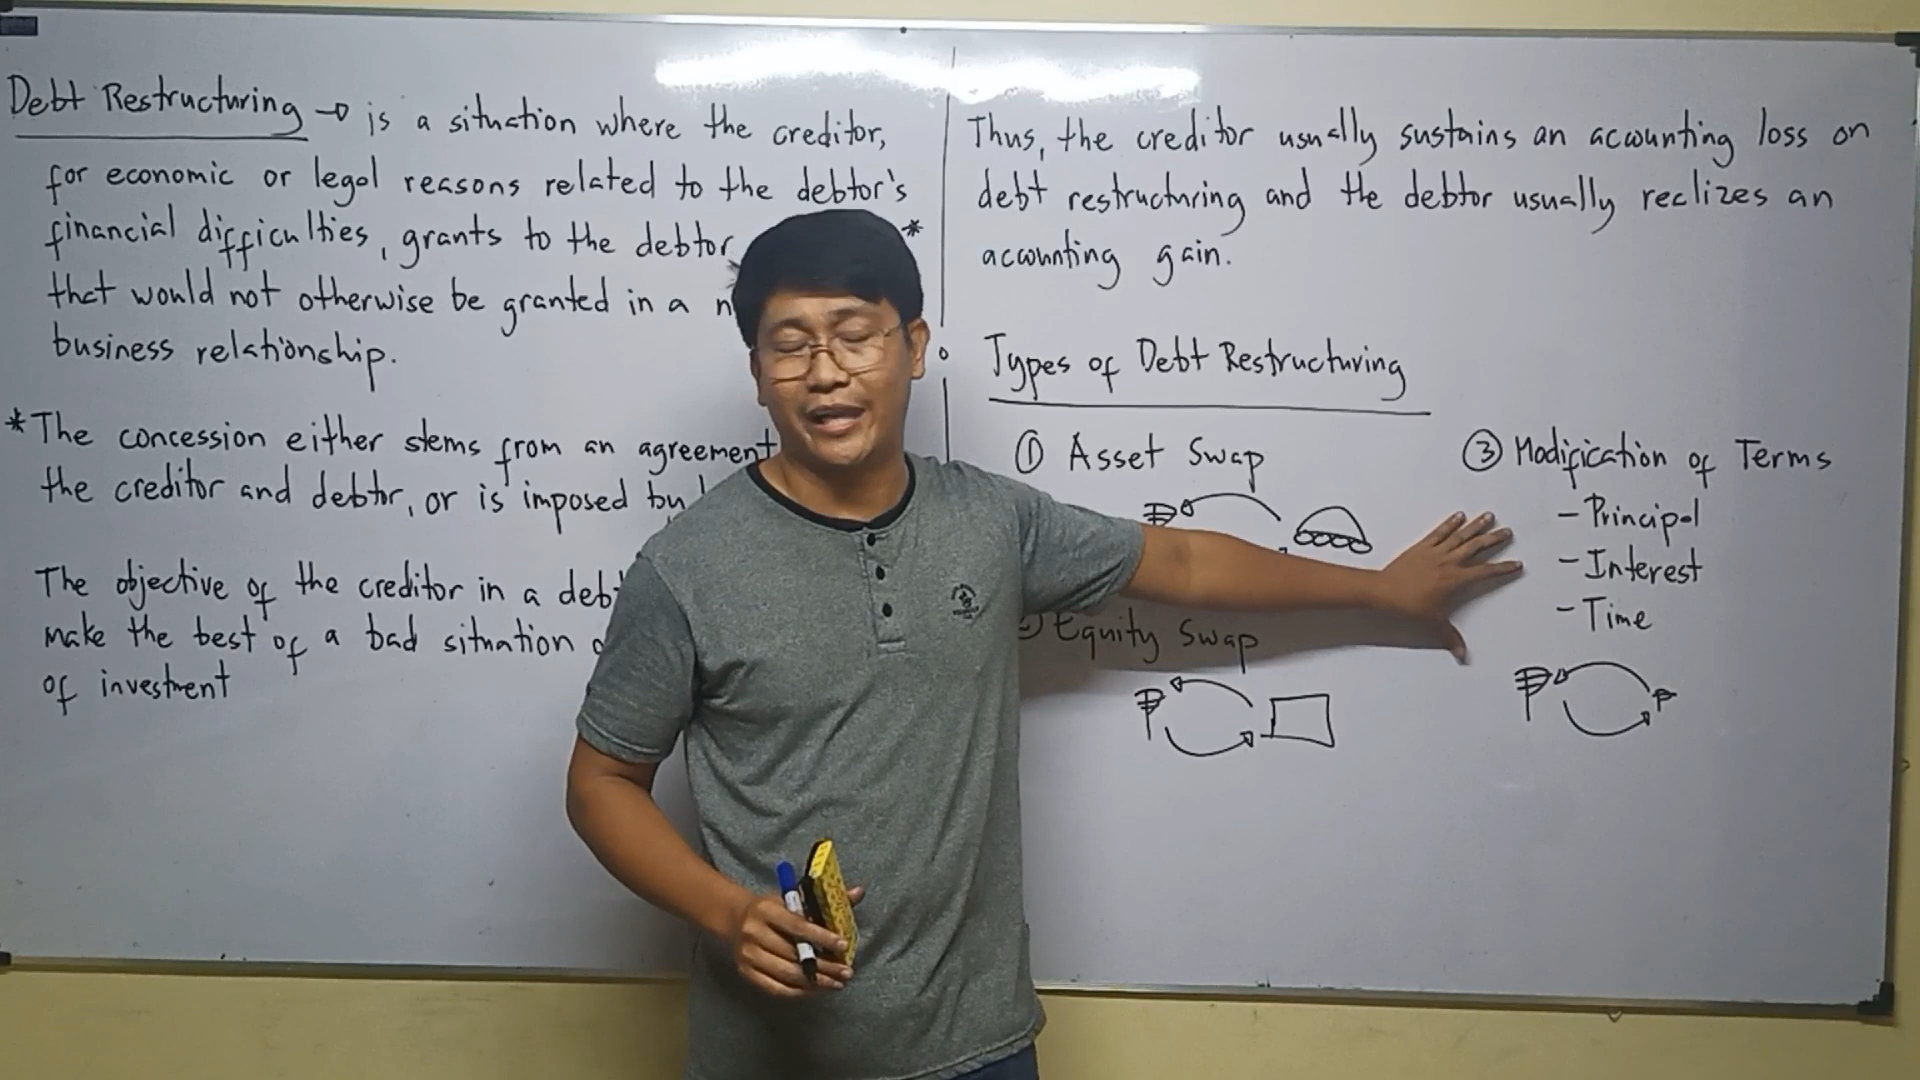 Debt Restructuring → is a situation where the creditor,
for economic or legal reasons related to the debtor's
financial difficulties, grants to the debtor *
that would not otherwise be granted in a
business relationship.
* The concession either stems from an agreement
the creditor and debtor, or is imposed by
The objective of the creditor in a deb
make the best of a bad situation
of investment
Thus, the creditor usually sustains an accounting loss on
debt restructuring and the debtor usually realizes an
accounting gain.
Types of Debt Restructuring
① Asset Swap
₱
② Equity Swap
₱
③ Modification of Terms
- Principal
- Interest
- Time
₱ ₱